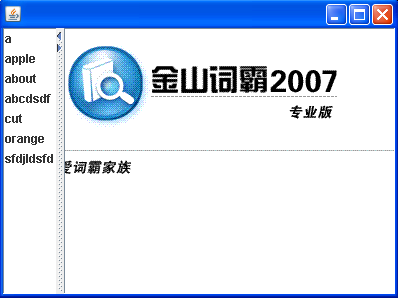 a
apple
about
abcdsdf
cut
orange
sfdjldsfd
金山词霸2007
专业版
爱词霸家族